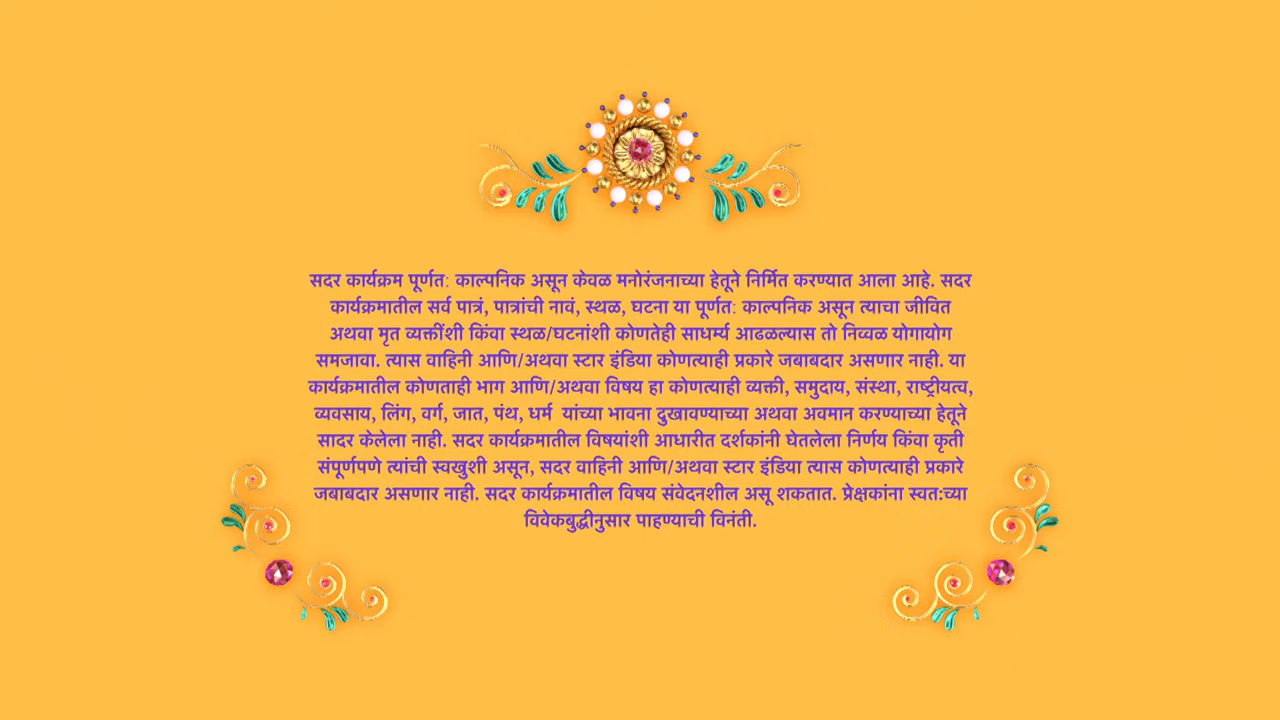 सदर कार्यक्रम पूर्णत: काल्पनिक असून केवळ मनोरंजनाच्या हेतूने निर्मित करण्यात आला आहे. सदर
कार्यक्रमातील सर्व पात्रं, पात्रांची नावं, स्थळ, घटना या पूर्णत: काल्पनिक असून त्याचा जीवित
अथवा मृत व्यक्तींशी किंवा स्थळ/घटनांशी कोणतेही साधर्म्य आढळल्यास तो निव्वळ योगायोग
समजावा. त्यास वाहिनी आणि/अथवा स्टार इंडिया कोणत्याही प्रकारे जबाबदार असणार नाही. या
कार्यक्रमातील कोणताही भाग आणि/अथवा विषय हा कोणत्याही व्यक्ती, समुदाय, संस्था, राष्ट्रीयत्व,
व्यवसाय, लिंग, वर्ग, जात, पंथ, धर्म यांच्या भावना दुखावण्याच्या अथवा अवमान करण्याच्या हेतूने
सादर केलेला नाही. सदर कार्यक्रमातील विषयांशी आधारीत दर्शकांनी घेतलेला निर्णय किंवा कृती
संपूर्णपणे त्यांची स्वखुशी असून, सदर वाहिनी आणि/अथवा स्टार इंडिया त्यास कोणत्याही प्रकारे
जबाबदार असणार नाही. सदर कार्यक्रमातील विषय संवेदनशील असू शकतात. प्रेक्षकांना स्वतःच्या
विवेकबुद्धीनुसार पाहण्याची विनंती.